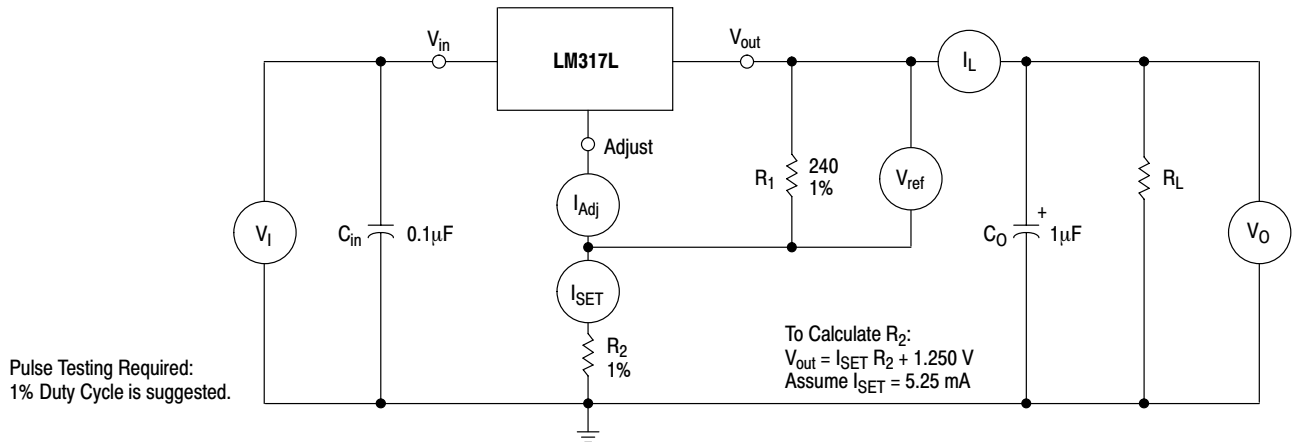 V_in
LM317L
V_out
I_L
Adjust
R_1
240
1%
V_ref
R_L
I_Adj
V_I
C_in
0.1μF
C_O
+
1μF
V_O
I_SET
R_2
1%
To Calculate R_2:
V_out = I_SET R_2 + 1.250 V
Assume I_SET = 5.25 mA
Pulse Testing Required:
1% Duty Cycle is suggested.